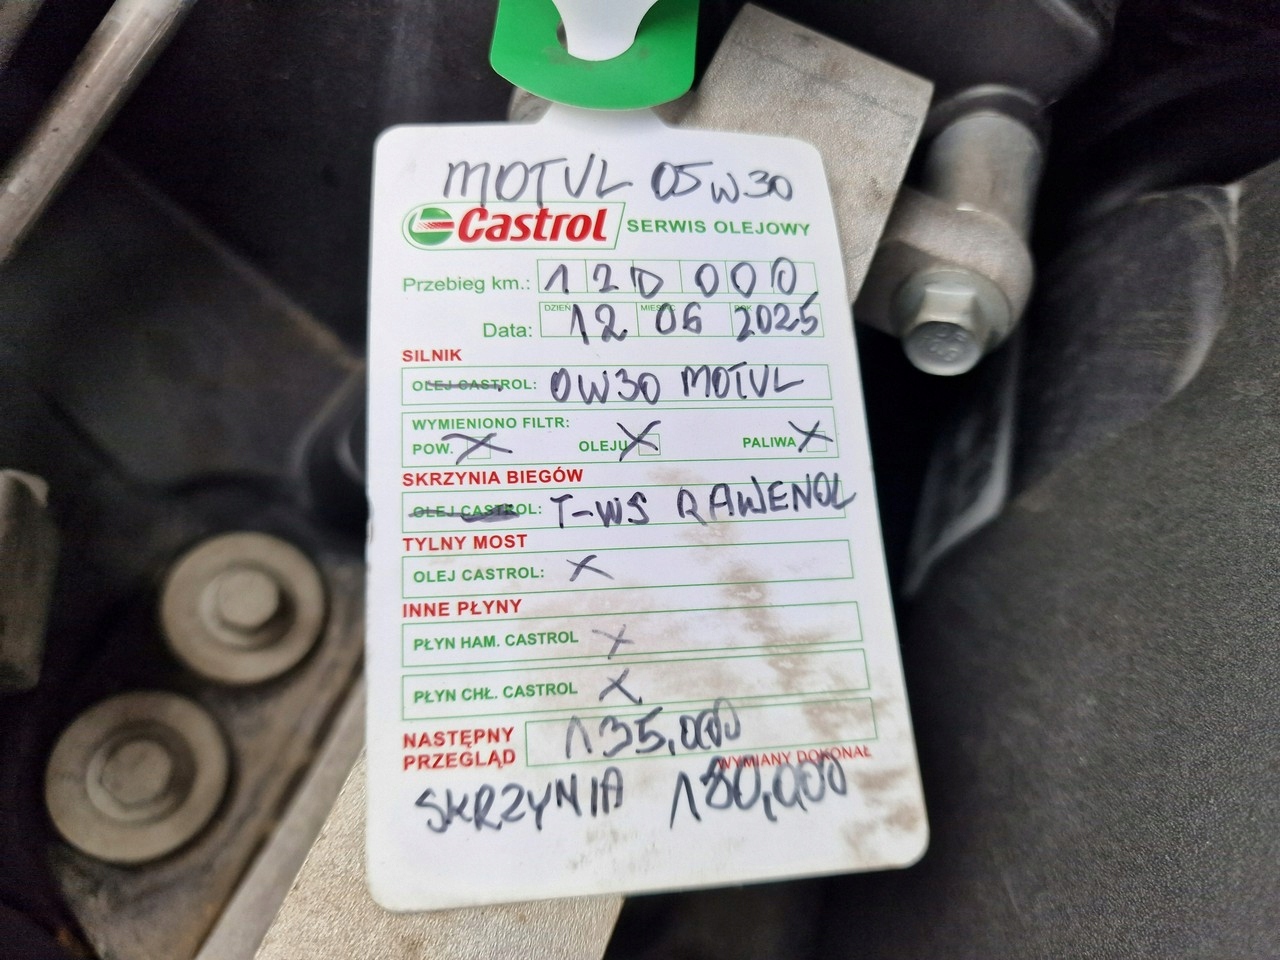 MOTUL 05W30
Castrol SERWIS OLEJOWY
Przebieg km.: 120 000
DZIEŃ
Data: 12 06 2025
SILNIK
OLEJ CASTROL: 0W30 MOTUL
WYMIENIONO FILTR:
POW. X OLEJU X PALIWA X
SKRZYNIA BIEGÓW
OLEJ CASTROL: T-WS RAWENOL
TYLNY MOST
OLEJ CASTROL: X
INNE PŁYNY
PŁYN HAM. CASTROL X
PŁYN CHŁ. CASTROL X
NASTĘPNY PRZEGLĄD 135,000
WYMIANY DOKONAŁ
SKRZYNIA 180,000